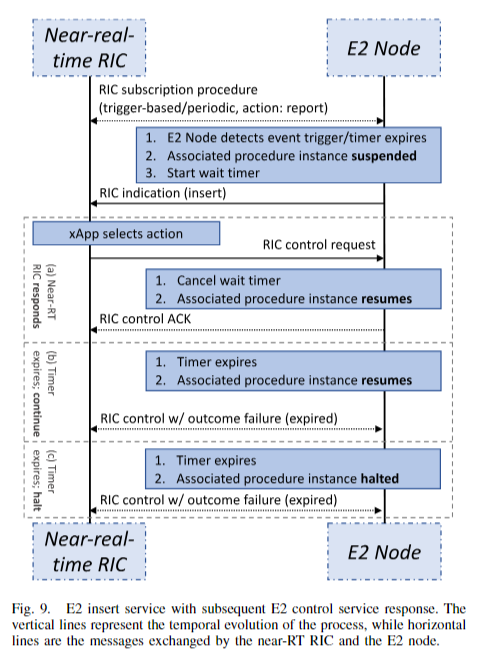 Near-real-
time RIC
E2 Node
RIC subscription procedure
(trigger-based/periodic, action: report)
1. E2 Node detects event trigger/timer expires
2. Associated procedure instance suspended
3. Start wait timer
RIC indication (insert)
xApp selects action
RIC control request
(a) Near-RT
RIC responds
1. Cancel wait timer
2. Associated procedure instance resumes
RIC control ACK
(b) Timer
expires; continue
1. Timer expires
2. Associated procedure instance resumes
RIC control w/ outcome failure (expired)
(c) Timer
expires; halt
1. Timer expires
2. Associated procedure instance halted
RIC control w/ outcome failure (expired)
Near-real-
time RIC
E2 Node
Fig. 9. E2 insert service with subsequent E2 control service response. The
vertical lines represent the temporal evolution of the process, while horizontal
lines are the messages exchanged by the near-RT RIC and the E2 node.